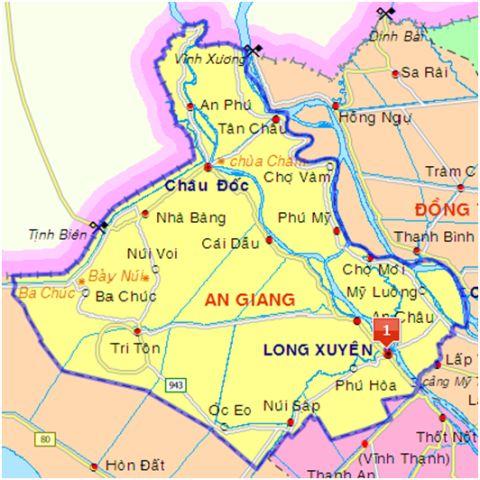 Vĩnh Xương
Dinh Bà
Sa Rài
An Phú
Hồng Ngự
Tân Châu
chùa Chăm
Chợ Vàm
Tràm C
Châu Đốc
ĐỒNG T
Nhà Bàng
Phú Mỹ
Tịnh Biên
Cái Dầu
Thanh Bình
Núi Voi
Chợ Mới
Bảy Núi
Ba Chúc
Ba Chúc
Mỹ Luông
AN GIANG
An Châu
1
Tri Tôn
LONG XUYÊN
Lấp V
Phú Hòa
cảng Mỹ T
943
Óc Eo
Núi Sập
80
Thốt Nốt
(Vĩnh Thạnh)
Hòn Đất
Thanh An